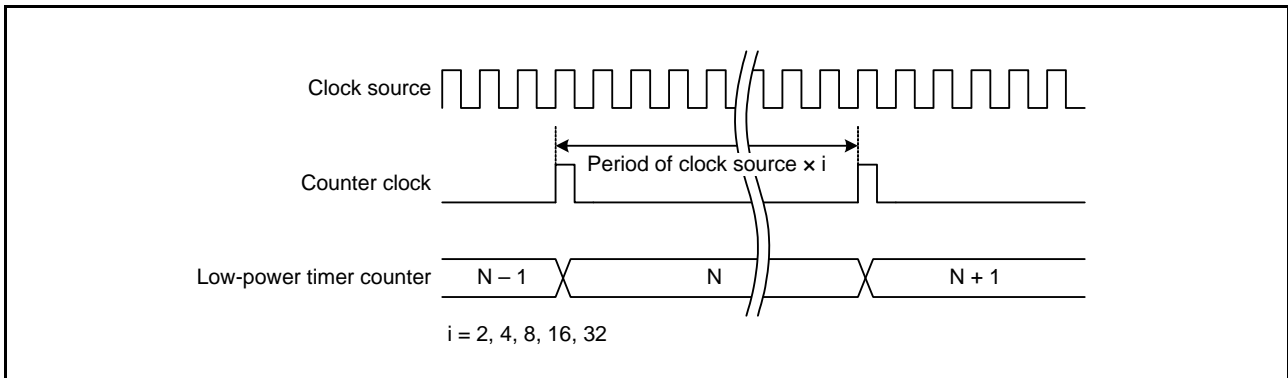 Clock source
Period of clock source × i
Counter clock
Low-power timer counter
N – 1
N
N + 1
i = 2, 4, 8, 16, 32